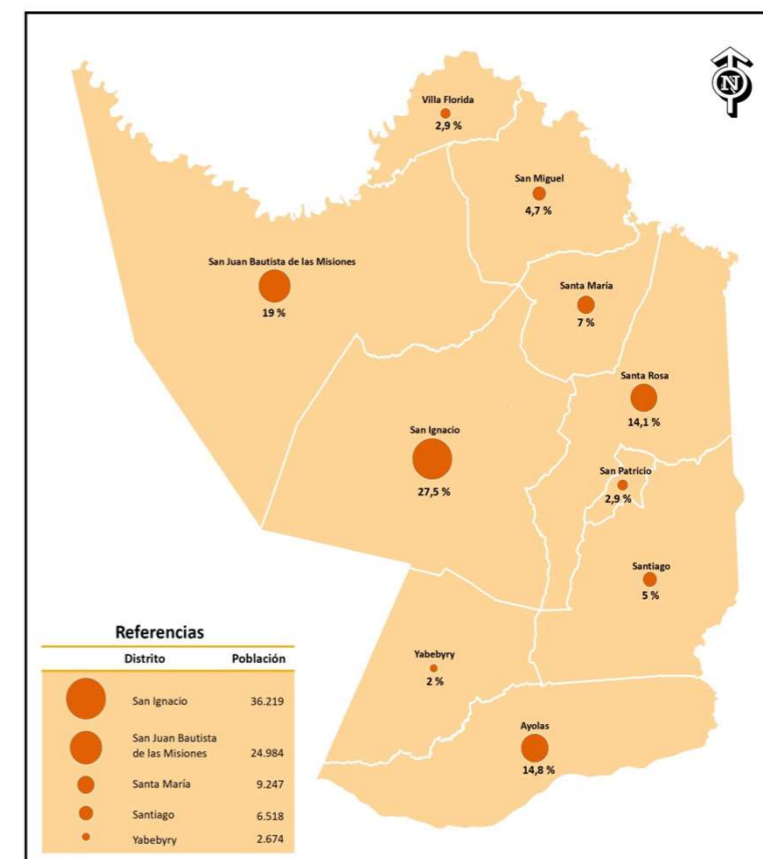 N
Villa Florida
2,9 %
San Miguel
4,7 %
San Juan Bautista de las Misiones
19 %
Santa María
7 %
Santa Rosa
14,1 %
San Ignacio
27,5 %
San Patricio
2,9 %
Santiago
5 %
Yabebyry
2 %
Ayolas
14,8 %
Referencias
Distrito Población
San Ignacio 36.219
San Juan Bautista
de las Misiones 24.984
Santa María 9.247
Santiago 6.518
Yabebyry 2.674